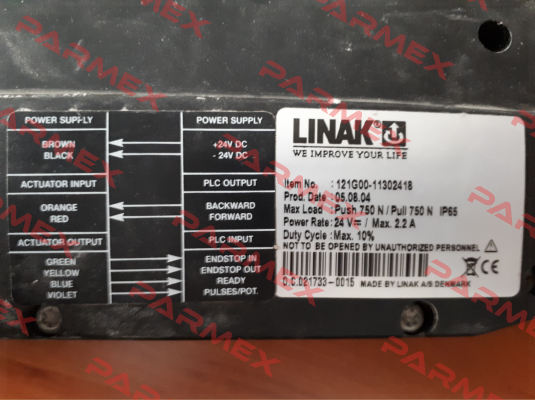 POWER SUPPLY POWER SUPPLY
BROWN +24V DC
BLACK - 24V DC
ACTUATOR INPUT PLC OUTPUT
ORANGE BACKWARD
RED FORWARD
ACTUATOR OUTPUT PLC INPUT
GREEN ENDSTOP IN
YELLOW ENDSTOP OUT
BLUE READY
VIOLET PULSES/POT.
LINAK®
WE IMPROVE YOUR LIFE
Item No. : 121G00-11302418
Prod. Date : 05.08.04
Max Load : Push 750 N / Pull 750 N IP65
Power Rate: 24 V / Max. 2.2 A
Duty Cycle : Max. 10%
NOT TO BE OPENED BY UNAUTHORIZED PERSONNEL
D.C.021733-0015 MADE BY LINAK A/S DENMARK
CE
PARMEX